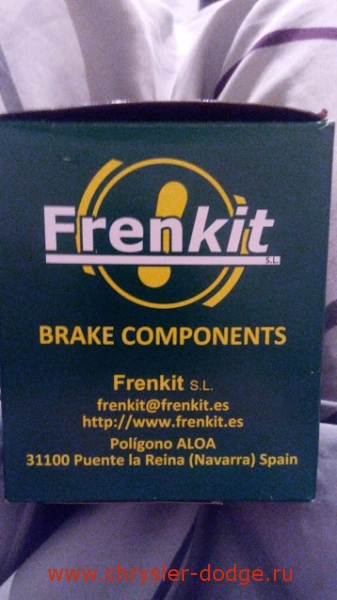 Frenkit
S.L.
BRAKE COMPONENTS
Frenkit S.L.
frenkit@frenkit.es
http://www.frenkit.es
Polígono ALOA
31100 Puente la Reina (Navarra) Spain
www.chrysler-dodge.ru